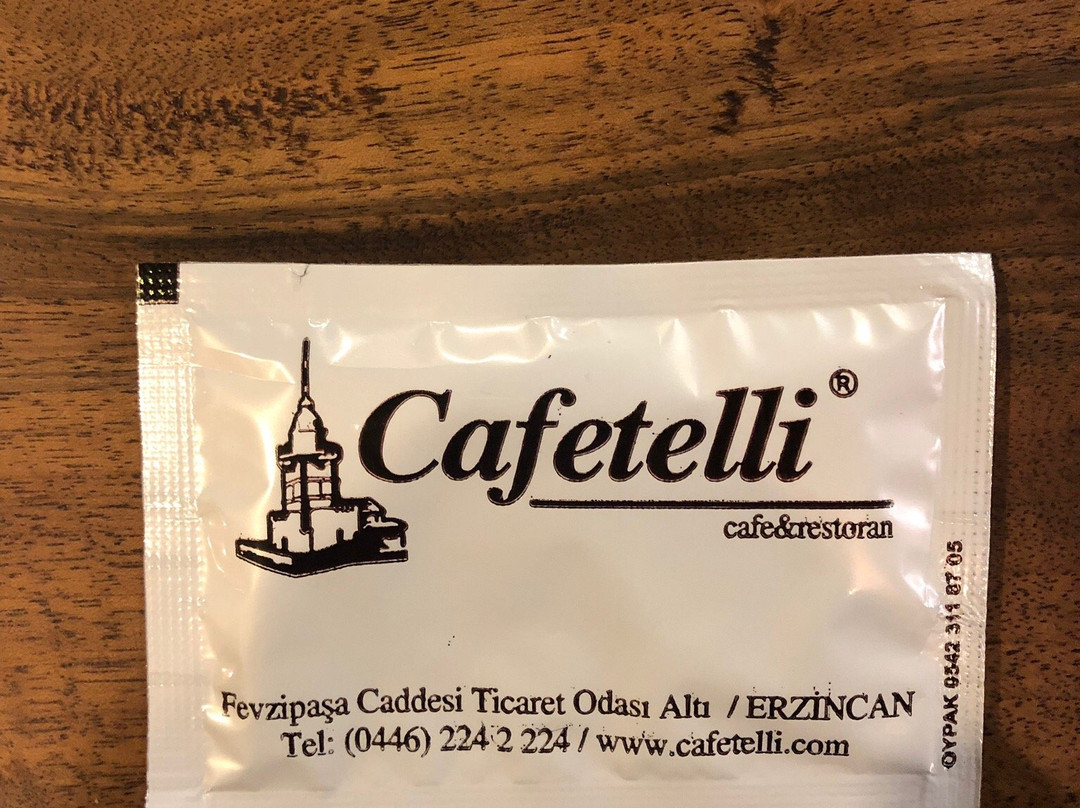 Cafetelli®
cafe&restoran
Fevzipaşa Caddesi Ticaret Odası Altı / ERZİNCAN
Tel: (0446) 224 2 224 / www.cafetelli.com
OYPAK 0542 311 87 05